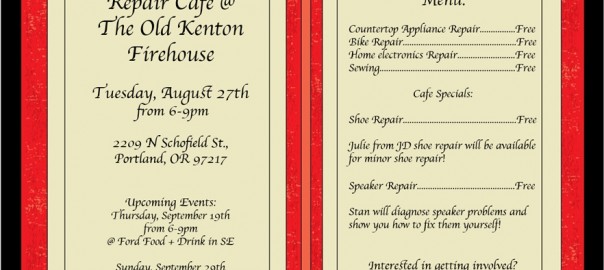 Repair Café @
The Old Kenton
Firehouse
Tuesday, August 27th
from 6-9pm
2209 N Schofield St.,
Portland, OR 97217
Upcoming Events:
Thursday, September 19th
from 6-9pm
@ Ford Food + Drink in SE
Sunday, September 29th
Menu:
Countertop Appliance Repair................Free
Bike Repair....................................Free
Home electronics Repair......................Free
Sewing.........................................Free
Cafe Specials:
Shoe Repair....................................Free
Julie from JD shoe repair will be available
for minor shoe repair!
Speaker Repair.................................Free
Stan will diagnose speaker problems and
show you how to fix them yourself!
Interested in getting involved?